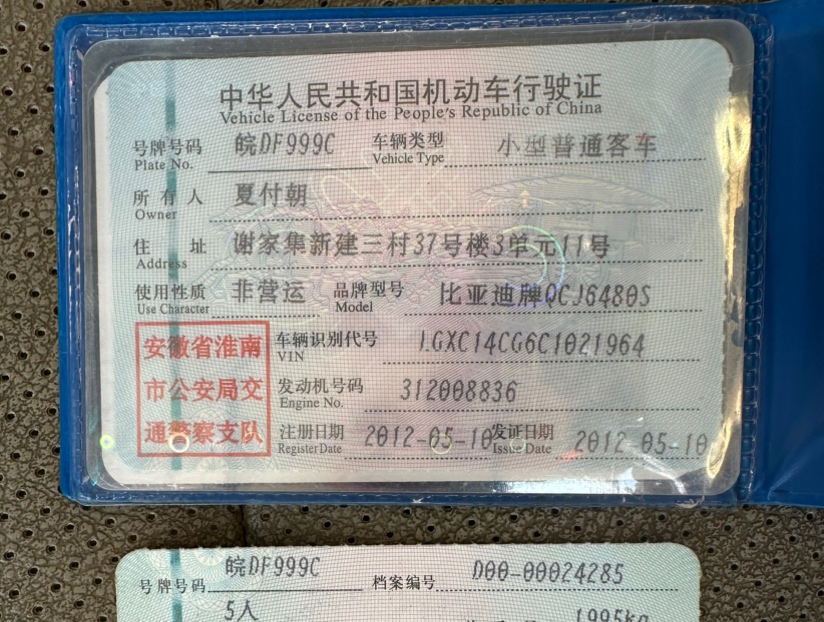 中华人民共和国机动车行驶证
Vehicle License of the People's Republic of China
号牌号码 皖DF999C 车辆类型 小型普通客车
Plate No. Vehicle Type
所有人 夏付朝
Owner
住址 谢家集新建三村37号楼3单元11号
Address
使用性质 非营运 品牌型号 比亚迪牌QCJ6480S
Use Character Model
安徽省淮南 车辆识别代号 LGXC14CG6C1021964
VIN
市公安局交 发动机号码 312008836
Engine No.
通警察支队 注册日期 2012-05-10 发证日期 2012-05-10
Register Date Issue Date
号牌号码 皖DF999C 档案编号 D00-00024285
5人 1995kg